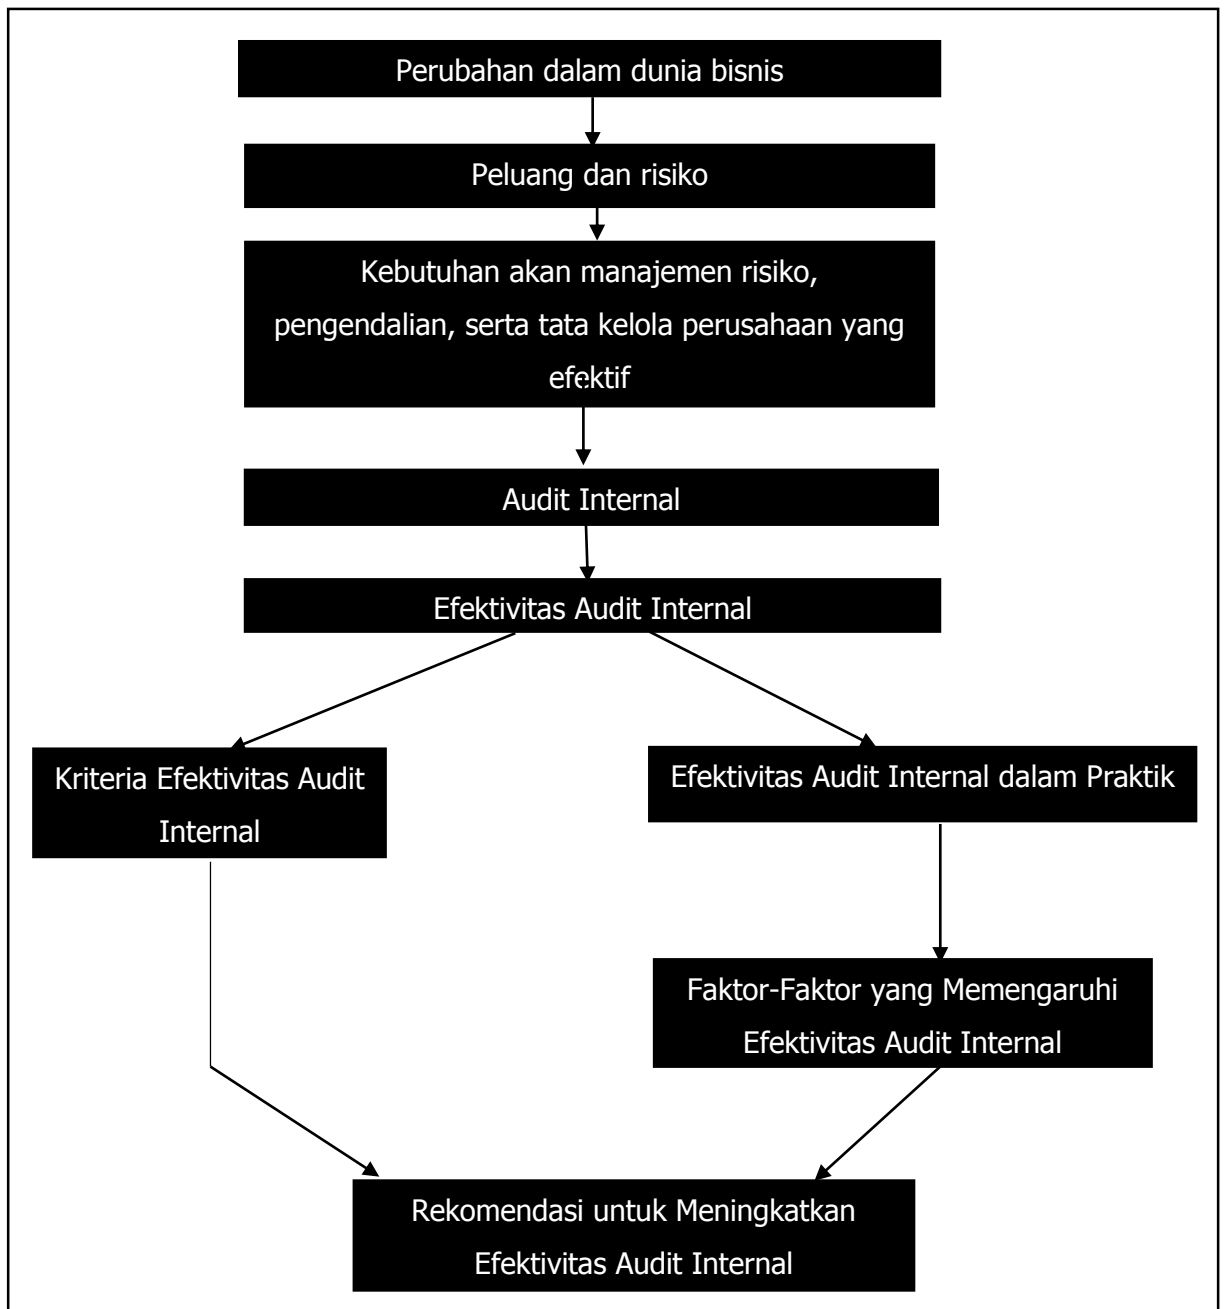 Perubahan dalam dunia bisnis
Peluang dan risiko
Kebutuhan akan manajemen risiko,
pengendalian, serta tata kelola perusahaan yang
efektif
Audit Internal
Efektivitas Audit Internal
Kriteria Efektivitas Audit
Internal
Efektivitas Audit Internal dalam Praktik
Faktor-Faktor yang Memengaruhi
Efektivitas Audit Internal
Rekomendasi untuk Meningkatkan
Efektivitas Audit Internal